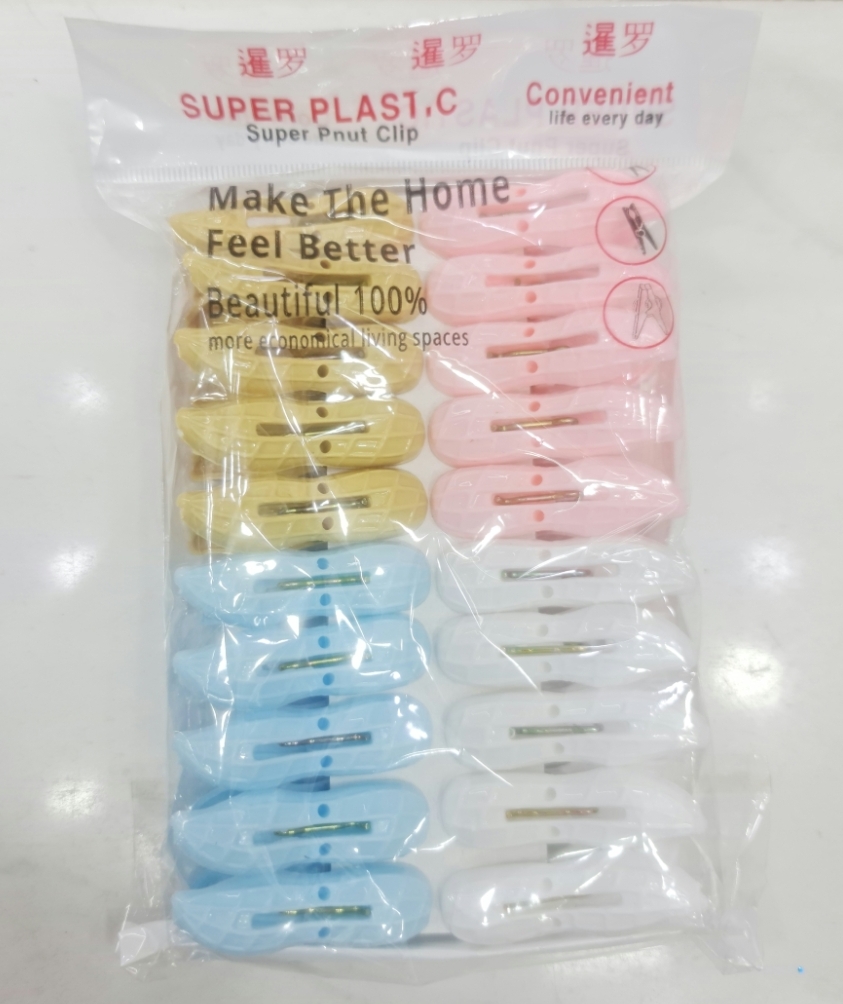 暹罗 暹罗 暹罗
SUPER PLAST,C
Super Pnut Clip
Convenient
life every day
Make The Home
Feel Better
Beautiful 100%
more economical living spaces